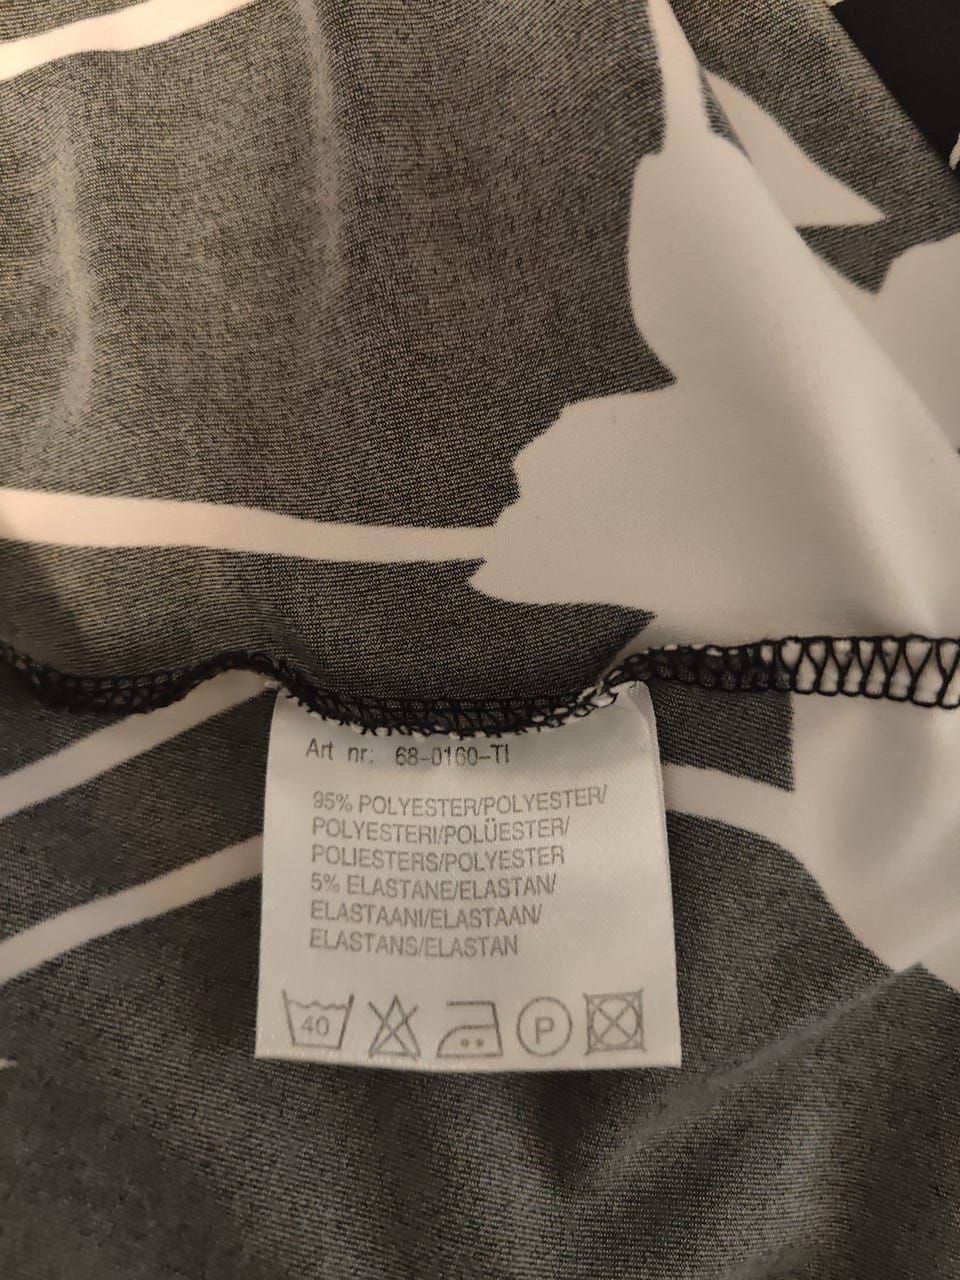 Art nr: 68-0160-TI
95% POLYESTER/POLYESTER/
POLYESTERI/POLÜESTER/
POLIESTERS/POLYESTER
5% ELASTANE/ELASTAN/
ELASTAANI/ELASTAAN/
ELASTANS/ELASTAN
40 P